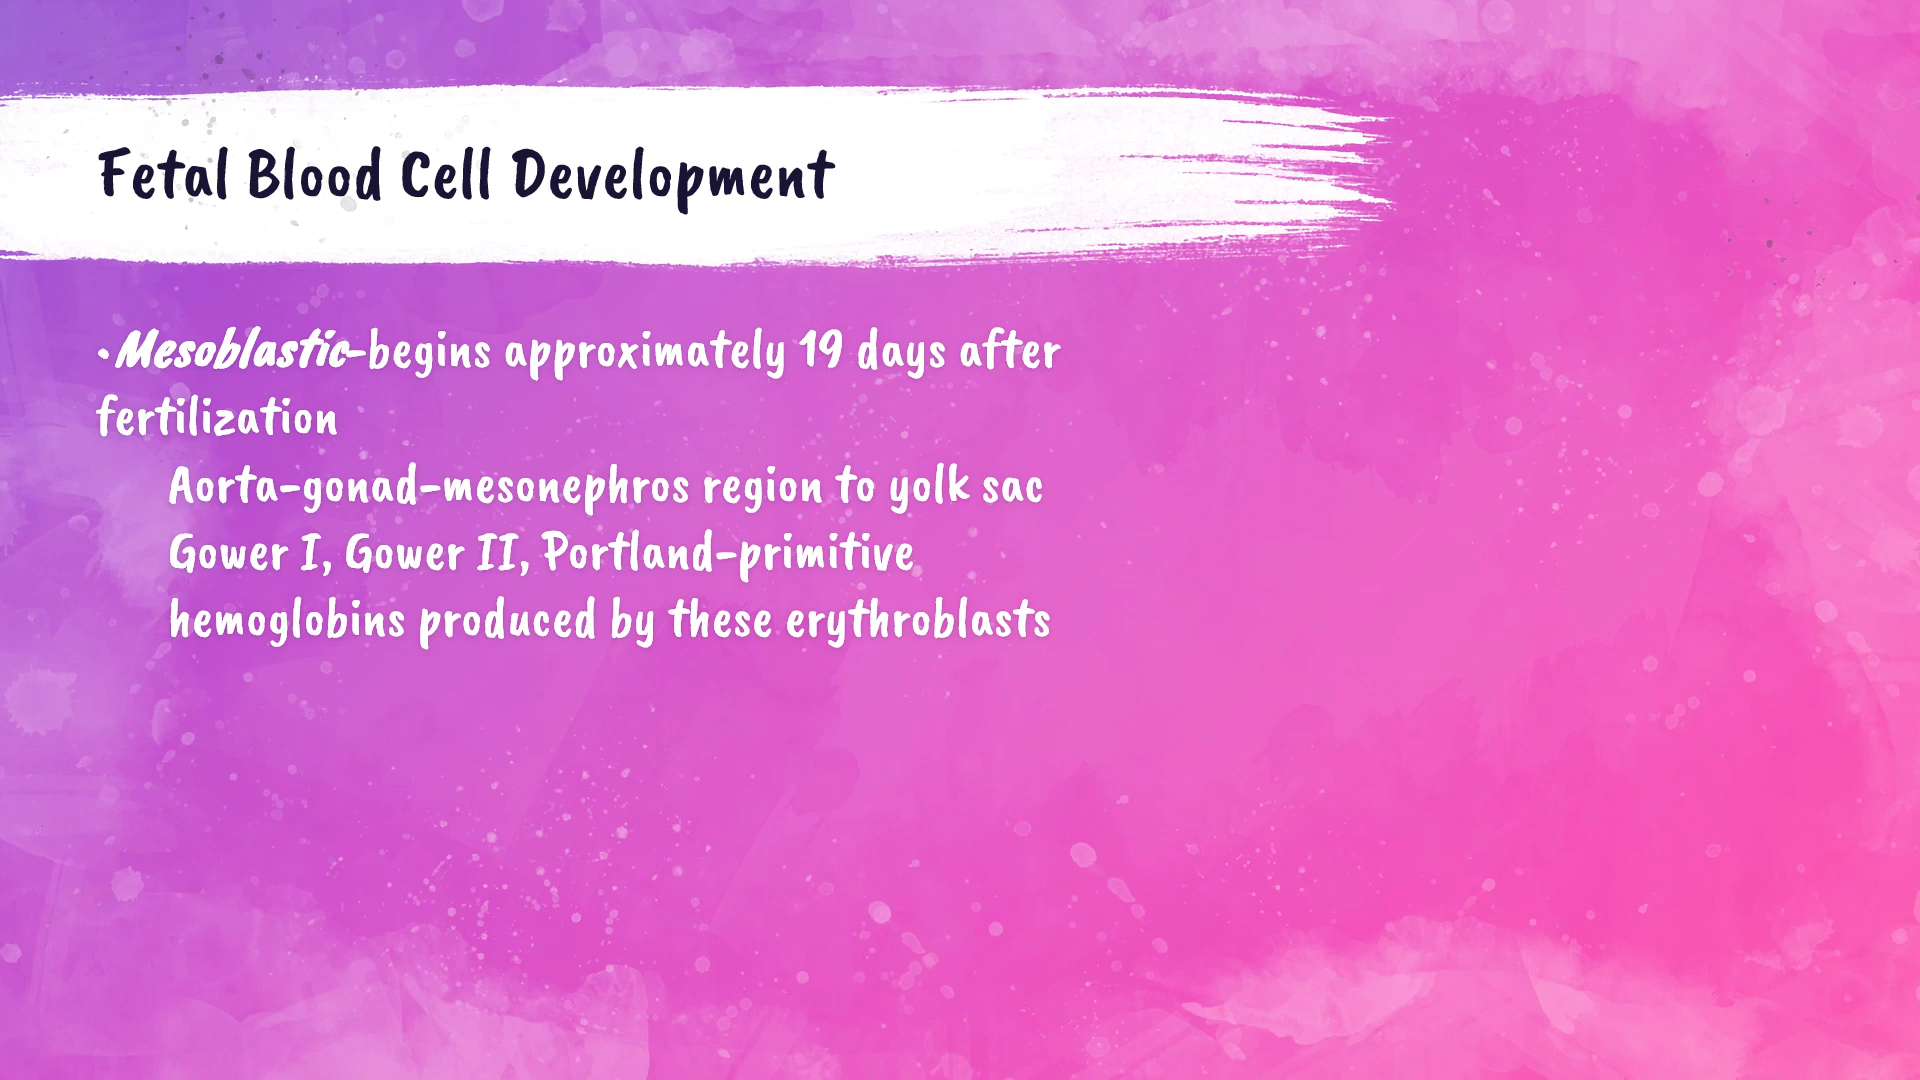 Fetal Blood Cell Development
•Mesoblastic-begins approximately 19 days after
fertilization
Aorta-gonad-mesonephros region to yolk sac
Gower I, Gower II, Portland-primitive
hemoglobins produced by these erythroblasts